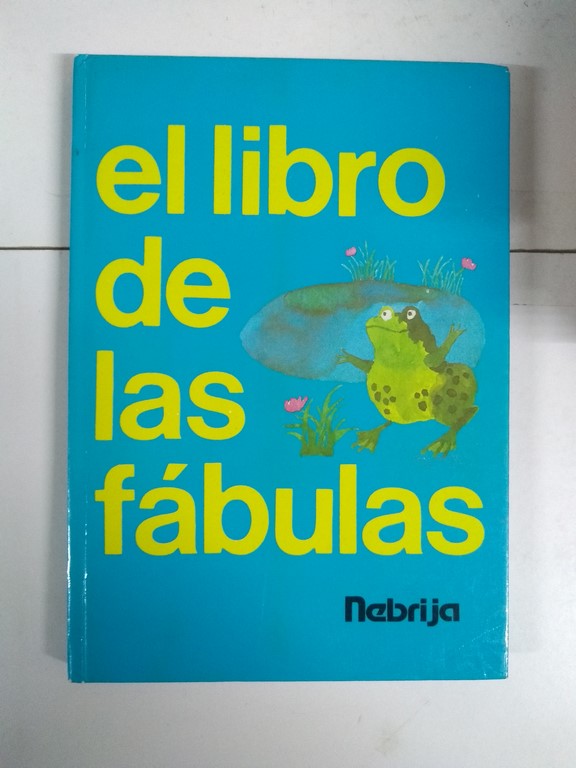 el libro
de
las
fábulas
Nebrija